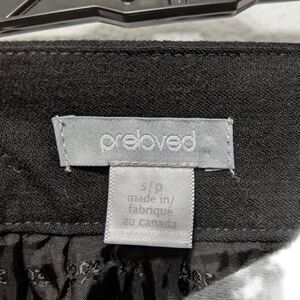 preloved
s/p
made in/
fabriqué
au canada